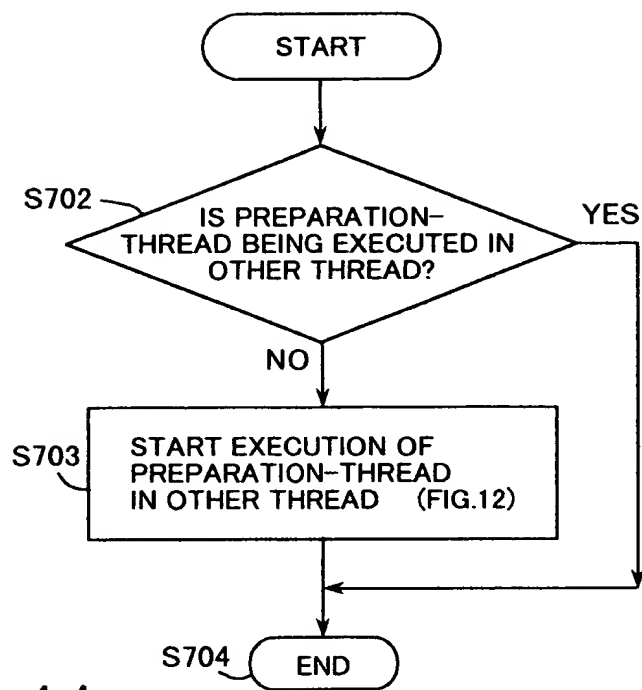 START
S702
IS PREPARATION-
THREAD BEING EXECUTED IN
OTHER THREAD?
YES
NO
S703
START EXECUTION OF
PREPARATION-THREAD
IN OTHER THREAD (FIG.12)
S704
END